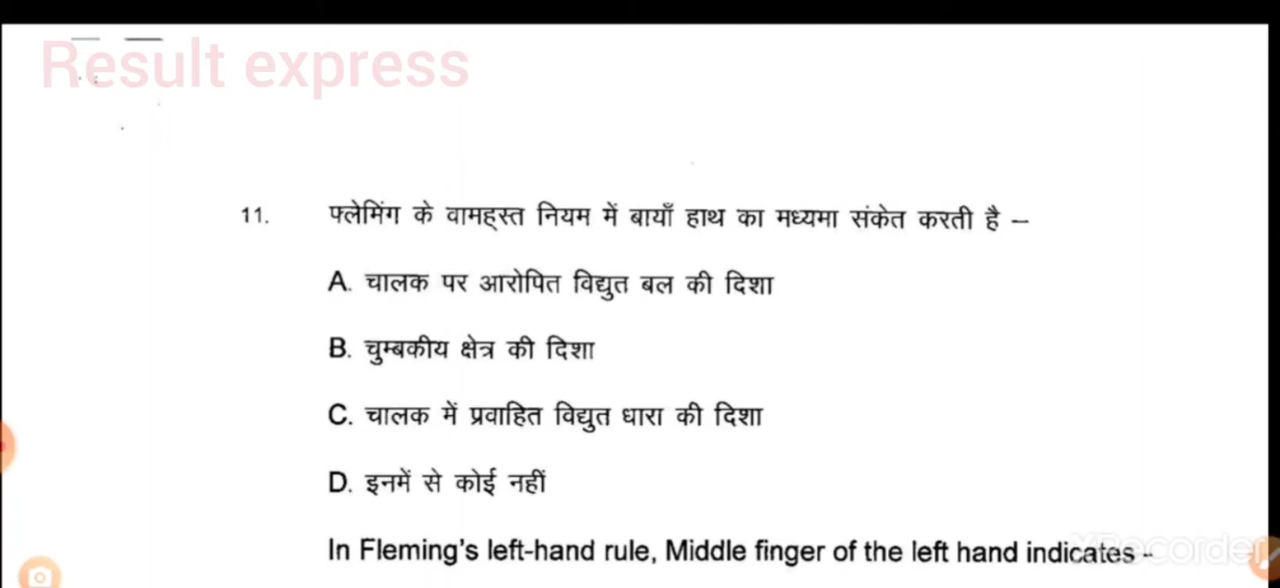 Result express
11. फ्लेमिंग के वामहस्त नियम में बायाँ हाथ का मध्यमा संकेत करती है –
A. चालक पर आरोपित विद्युत बल की दिशा
B. चुम्बकीय क्षेत्र की दिशा
C. चालक में प्रवाहित विद्युत धारा की दिशा
D. इनमें से कोई नहीं
In Fleming's left-hand rule, Middle finger of the left hand indicates -
XRecorder